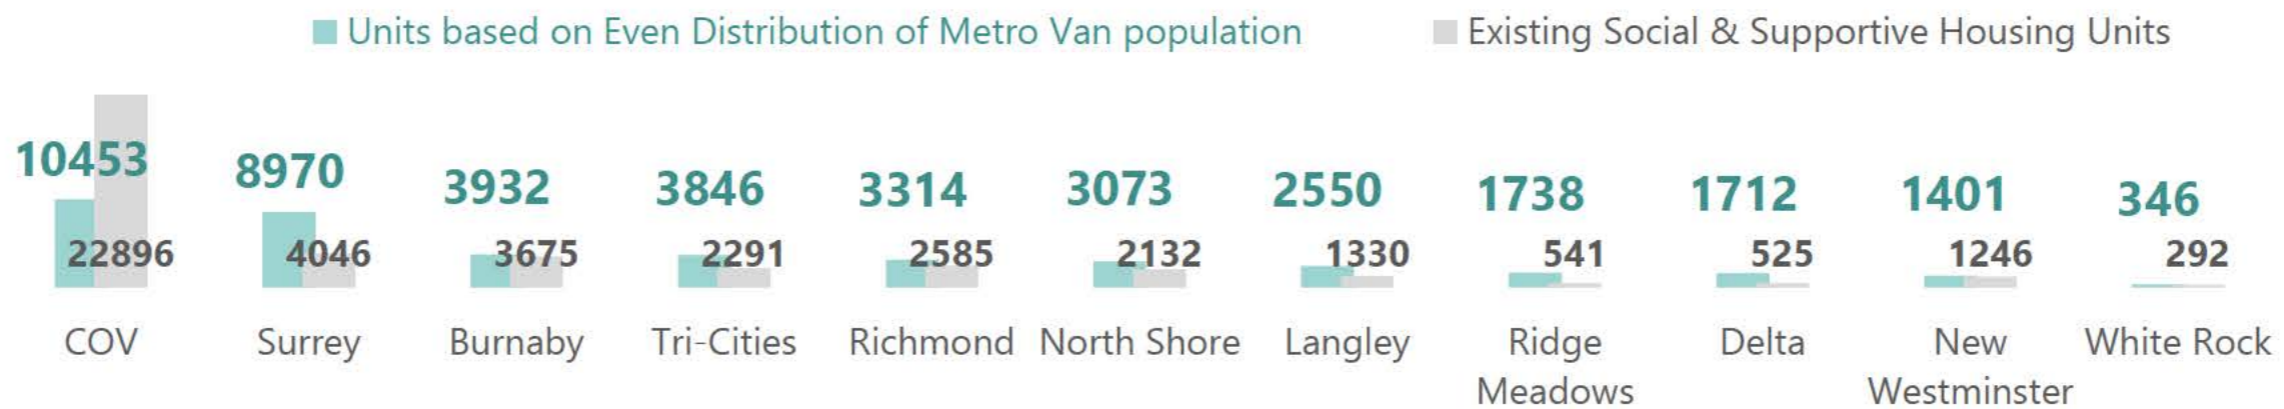 Units based on Even Distribution of Metro Van population
Existing Social & Supportive Housing Units
10453
8970
3932
3846
3314
3073
2550
1738
1712
1401
346
22896
4046
3675
2291
2585
2132
1330
541
525
1246
292
COV
Surrey
Burnaby
Tri-Cities
Richmond
North Shore
Langley
Ridge
Meadows
Delta
New
Westminster
White Rock